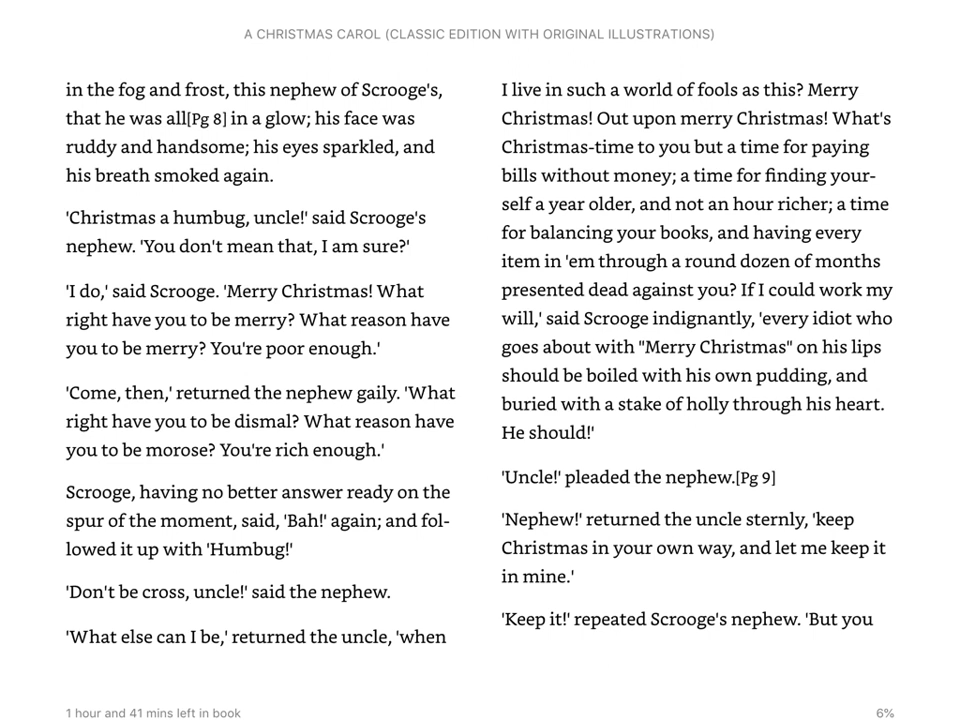 A CHRISTMAS CAROL (CLASSIC EDITION WITH ORIGINAL ILLUSTRATIONS)
in the fog and frost, this nephew of Scrooge's,
that he was all[Pg 8] in a glow; his face was
ruddy and handsome; his eyes sparkled, and
his breath smoked again.
'Christmas a humbug, uncle!' said Scrooge's
nephew. 'You don't mean that, I am sure?'
'I do,' said Scrooge. 'Merry Christmas! What
right have you to be merry? What reason have
you to be merry? You're poor enough.'
'Come, then,' returned the nephew gaily. 'What
right have you to be dismal? What reason have
you to be morose? You're rich enough.'
Scrooge, having no better answer ready on the
spur of the moment, said, 'Bah!' again; and fol-
lowed it up with 'Humbug!'
'Don't be cross, uncle!' said the nephew.
'What else can I be,' returned the uncle, 'when
I live in such a world of fools as this? Merry
Christmas! Out upon merry Christmas! What's
Christmas-time to you but a time for paying
bills without money; a time for finding your-
self a year older, and not an hour richer; a time
for balancing your books, and having every
item in 'em through a round dozen of months
presented dead against you? If I could work my
will,' said Scrooge indignantly, 'every idiot who
goes about with "Merry Christmas" on his lips
should be boiled with his own pudding, and
buried with a stake of holly through his heart.
He should!'
'Uncle!' pleaded the nephew.[Pg 9]
'Nephew!' returned the uncle sternly, 'keep
Christmas in your own way, and let me keep it
in mine.'
'Keep it!' repeated Scrooge's nephew. 'But you
1 hour and 41 mins left in book
6%